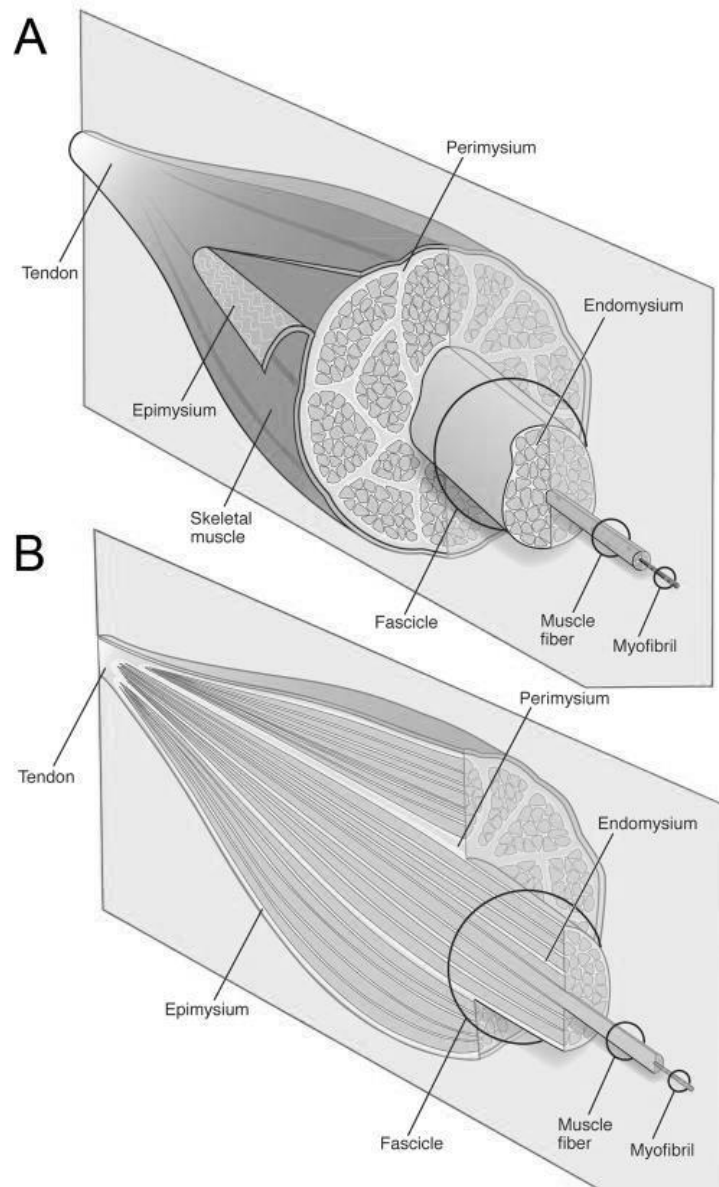 A
Perimysium
Tendon
Endomysium
Epimysium
Skeletal
muscle
Fascicle
Muscle
fiber
Myofibril
B
Perimysium
Tendon
Endomysium
Epimysium
Fascicle
Muscle
fiber
Myofibril